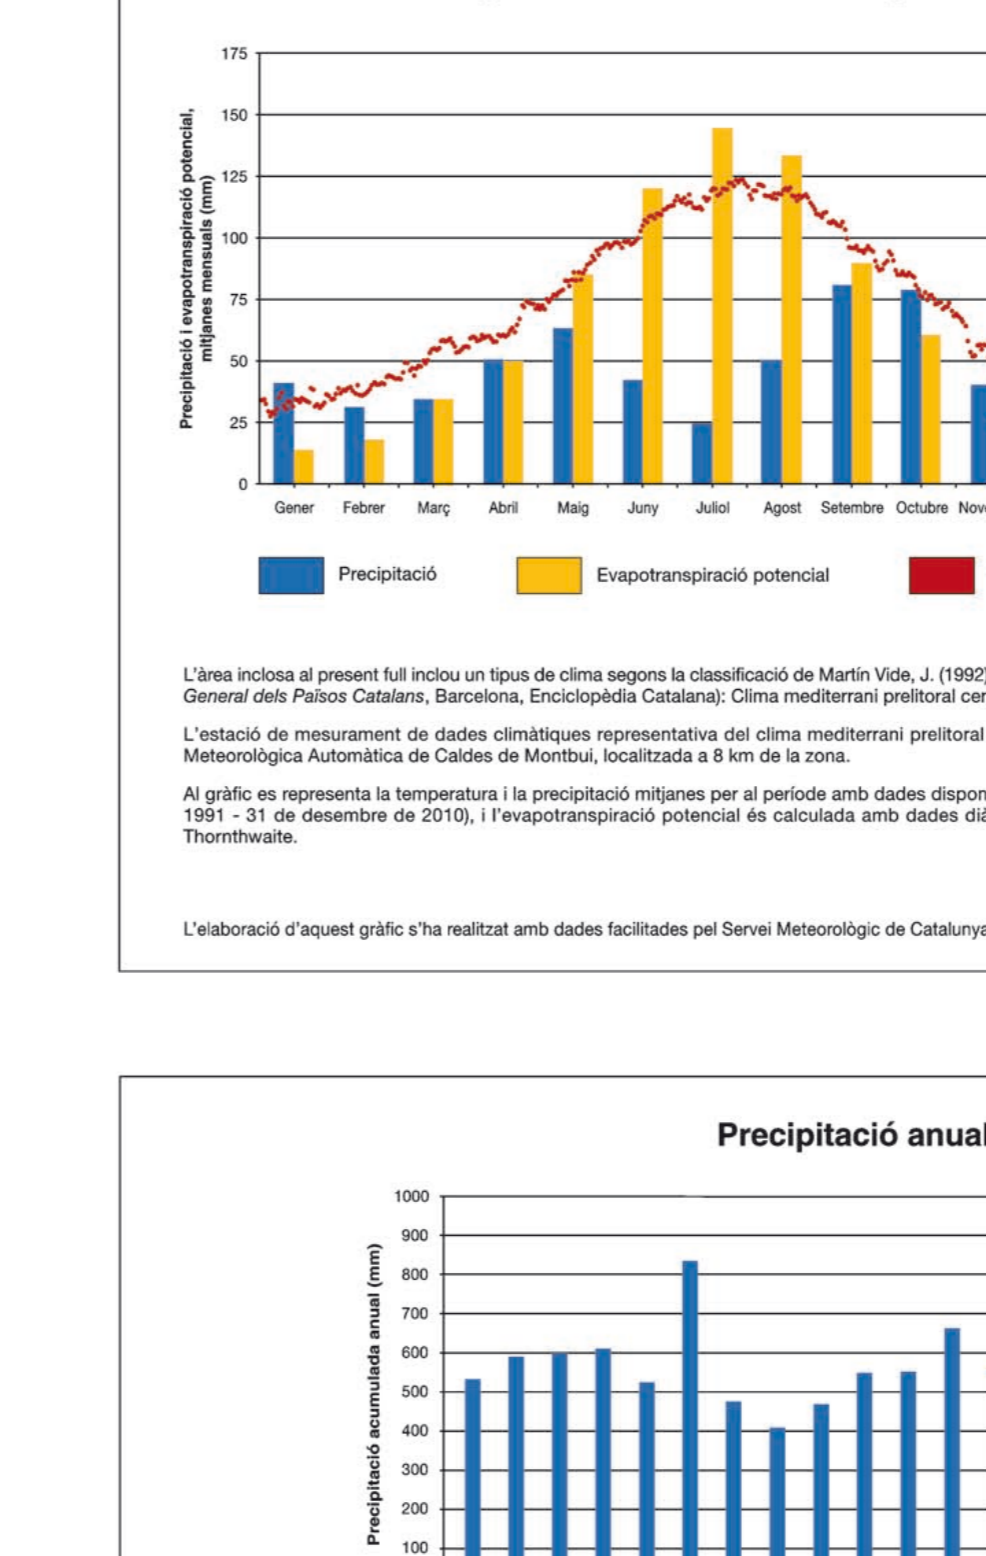 175
150
125
100
75
50
25
0
Precipitació i evapotranspiració potencial,
mitjanes mensuals (mm)
Gener Febrer Març Abril Maig Juny Juliol Agost Setembre Octubre Nov
Precipitació Evapotranspiració potencial
L'àrea inclosa al present full inclou un tipus de clima segons la classificació de Martín Vide, J. (1992)
General dels Països Catalans, Barcelona, Enciclopèdia Catalana): Clima mediterrani prelitoral cen
L'estació de mesurament de dades climàtiques representativa del clima mediterrani prelitoral
Meteorològica Automàtica de Caldes de Montbui, localitzada a 8 km de la zona.
Al gràfic es representa la temperatura i la precipitació mitjanes per al període amb dades dispon
1991 - 31 de desembre de 2010), i l'evapotranspiració potencial és calculada amb dades dià
Thornthwaite.
L'elaboració d'aquest gràfic s'ha realitzat amb dades facilitades pel Servei Meteorològic de Catalunya
Precipitació anual
1000
900
800
700
600
500
400
300
200
100
Precipitació acumulada anual (mm)